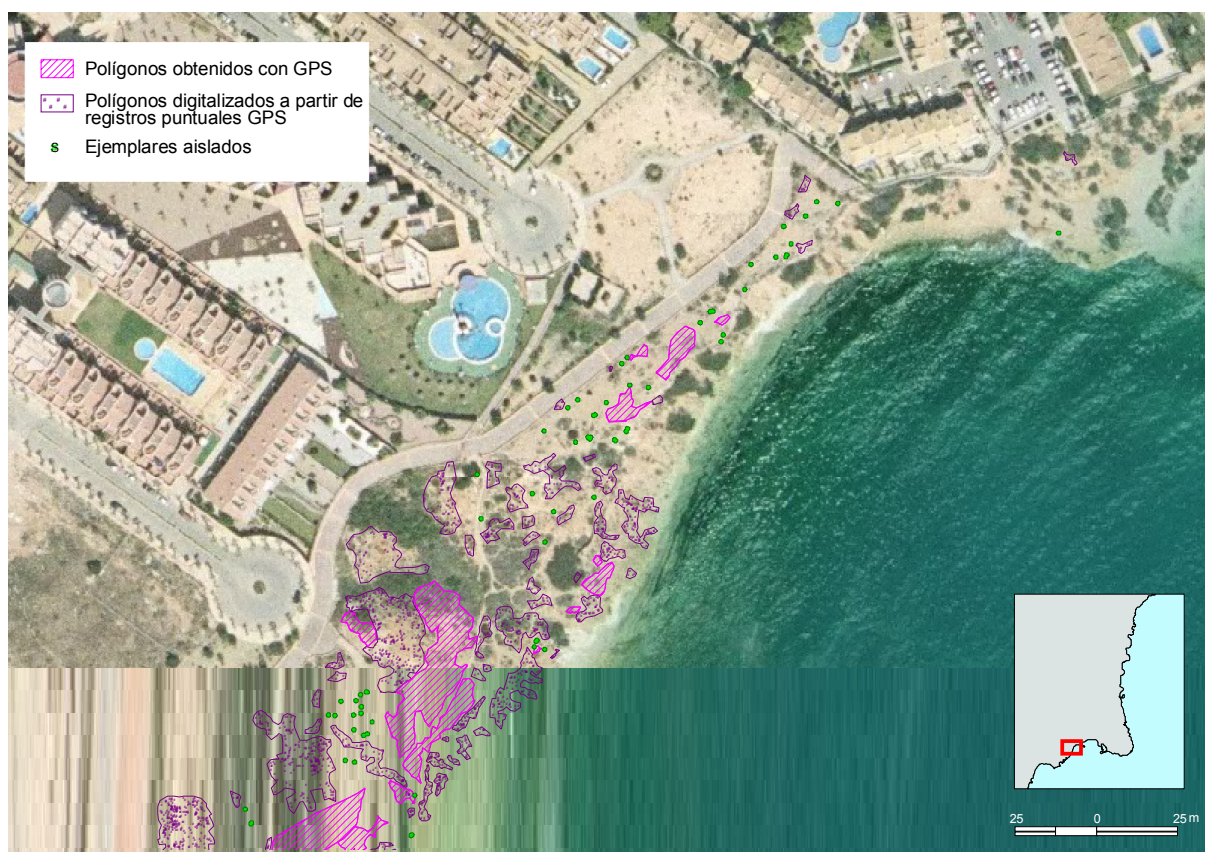 Polígonos obtenidos con GPS
Polígonos digitalizados a partir de
registros puntuales GPS
s Ejemplares aislados
25 0 25 m